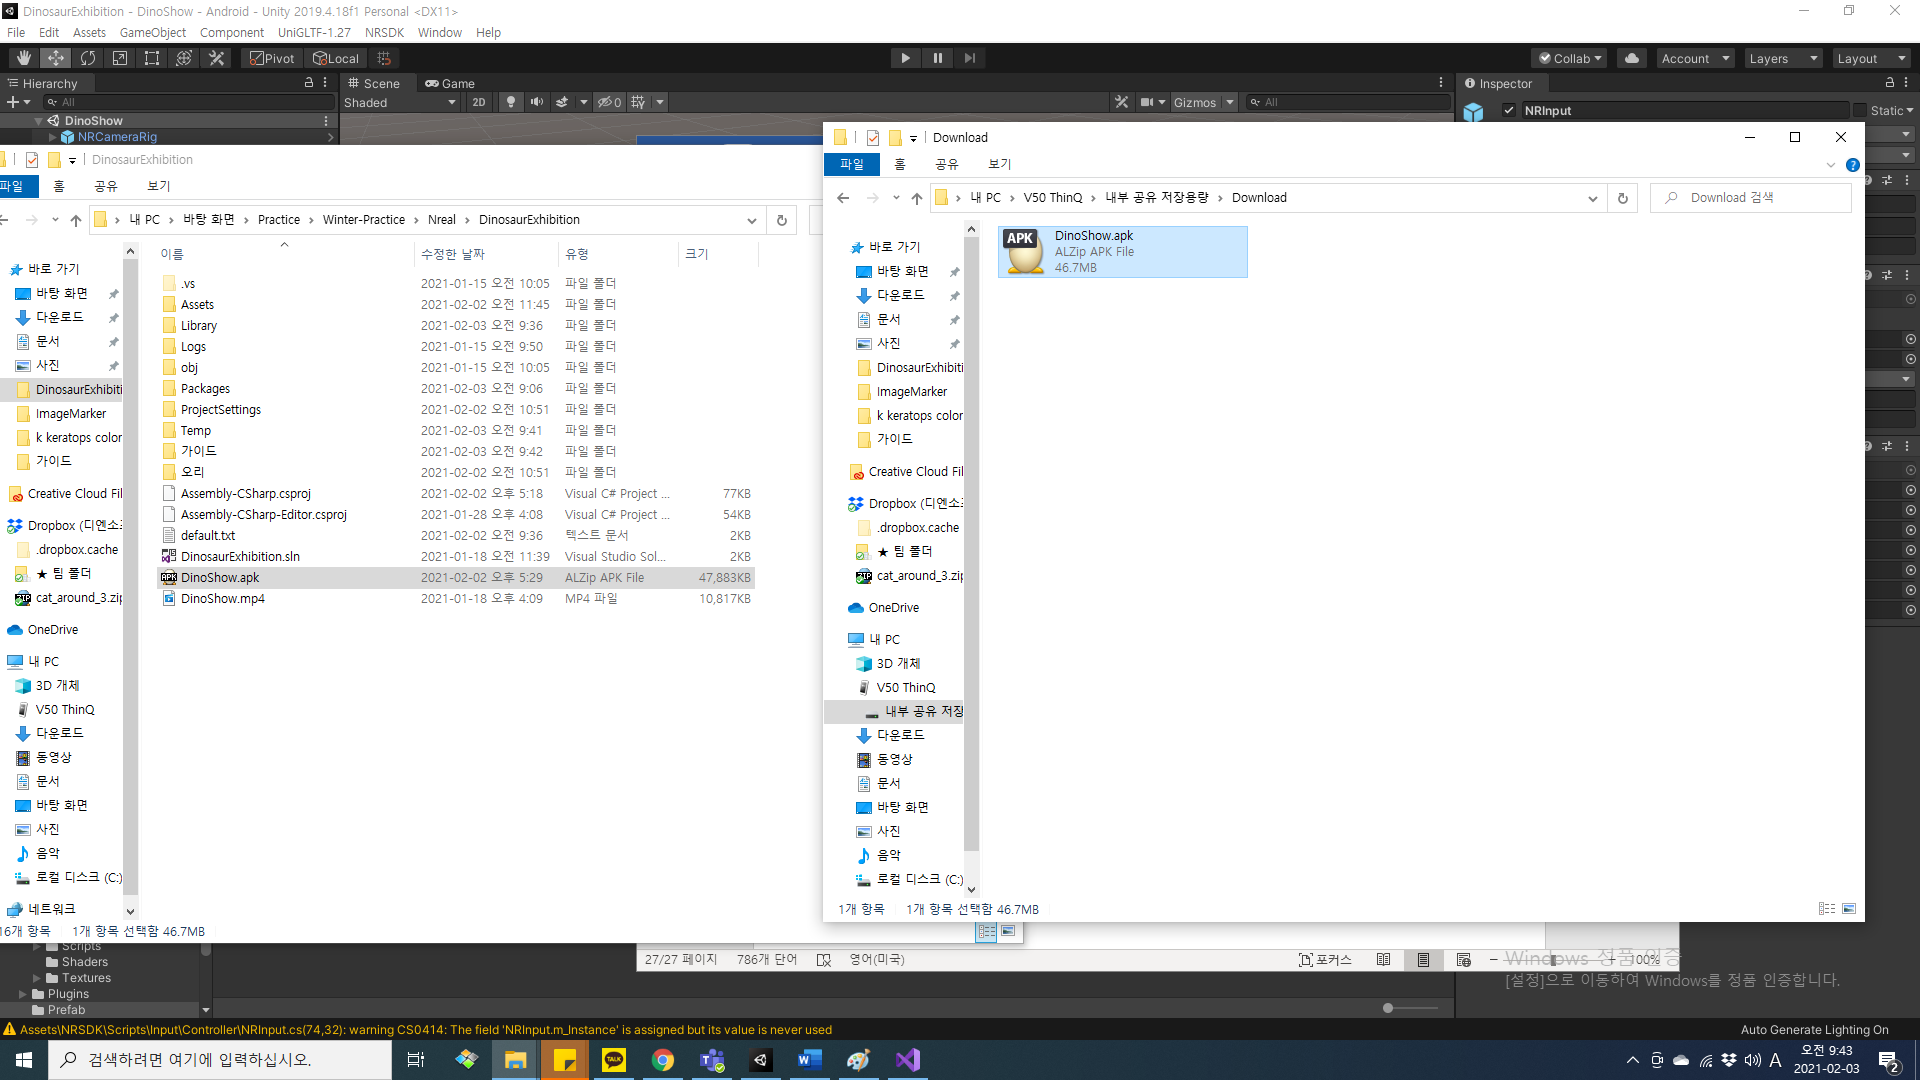 DinosaurExhibition - DinoShow - Android - Unity 2019.4.18f1 Personal <DX11>
File Edit Assets GameObject Component UniGLTF-1.27 NRSDK Window Help
Pivot Local Collab Account Layers Layout
Hierarchy
All
DinoShow
NRCameraRig
Scene Game
Shaded 2D 0 Gizmos All
Inspector
NRInput Static
DinosaurExhibition
파일 홈 공유 보기
내 PC > 바탕 화면 > Practice > Winter-Practice > Nreal > DinosaurExhibition
바로 가기
바탕 화면
다운로드
문서
사진
DinosaurExhibiti
ImageMarker
k keratops color
가이드
Creative Cloud Fil
Dropbox (디엔소프
.dropbox.cache
★ 팀 폴더
cat_around_3.zip
OneDrive
내 PC
3D 개체
V50 ThinQ
다운로드
동영상
문서
바탕 화면
사진
음악
로컬 디스크 (C:)
네트워크
이름 수정한 날짜 유형 크기
.vs 2021-01-15 오전 10:05 파일 폴더
Assets 2021-02-02 오전 11:45 파일 폴더
Library 2021-02-03 오전 9:36 파일 폴더
Logs 2021-01-15 오전 9:50 파일 폴더
obj 2021-01-15 오전 10:05 파일 폴더
Packages 2021-02-03 오전 9:06 파일 폴더
ProjectSettings 2021-02-02 오전 10:51 파일 폴더
Temp 2021-02-03 오전 9:41 파일 폴더
가이드 2021-02-03 오전 9:42 파일 폴더
오리 2021-02-02 오전 10:51 파일 폴더
Assembly-CSharp.csproj 2021-02-02 오후 5:18 Visual C# Project ... 77KB
Assembly-CSharp-Editor.csproj 2021-01-28 오후 4:08 Visual C# Project ... 54KB
default.txt 2021-02-02 오전 9:36 텍스트 문서 2KB
DinosaurExhibition.sln 2021-01-18 오전 11:39 Visual Studio Sol... 2KB
DinoShow.apk 2021-02-02 오후 5:29 ALZip APK File 47,883KB
DinoShow.mp4 2021-01-18 오후 4:09 MP4 파일 10,817KB
16개 항목 1개 항목 선택함 46.7MB
Download
파일 홈 공유 보기
내 PC > V50 ThinQ > 내부 공유 저장용량 > Download
Download 검색
바로 가기
바탕 화면
다운로드
문서
사진
DinosaurExhibiti
ImageMarker
k keratops color
가이드
Creative Cloud Fil
Dropbox (디엔소프
.dropbox.cache
★ 팀 폴더
cat_around_3.zip
OneDrive
내 PC
3D 개체
V50 ThinQ
내부 공유 저장
다운로드
동영상
문서
바탕 화면
사진
음악
로컬 디스크 (C:)
APK
DinoShow.apk
ALZip APK File
46.7MB
1개 항목 1개 항목 선택함 46.7MB
Scripts
Shaders
Textures
Plugins
Prefab
27/27 페이지 786개 단어 영어(미국) 포커스 100%
Windows 정품 인증
[설정]으로 이동하여 Windows를 정품 인증합니다.
Assets\NRSDK\Scripts\Input\Controller\NRInput.cs(74,32): warning CS0414: The field 'NRInput.m_Instance' is assigned but its value is never used
Auto Generate Lighting On
검색하려면 여기에 입력하십시오.
TALK
A
오전 9:43
2021-02-03
2